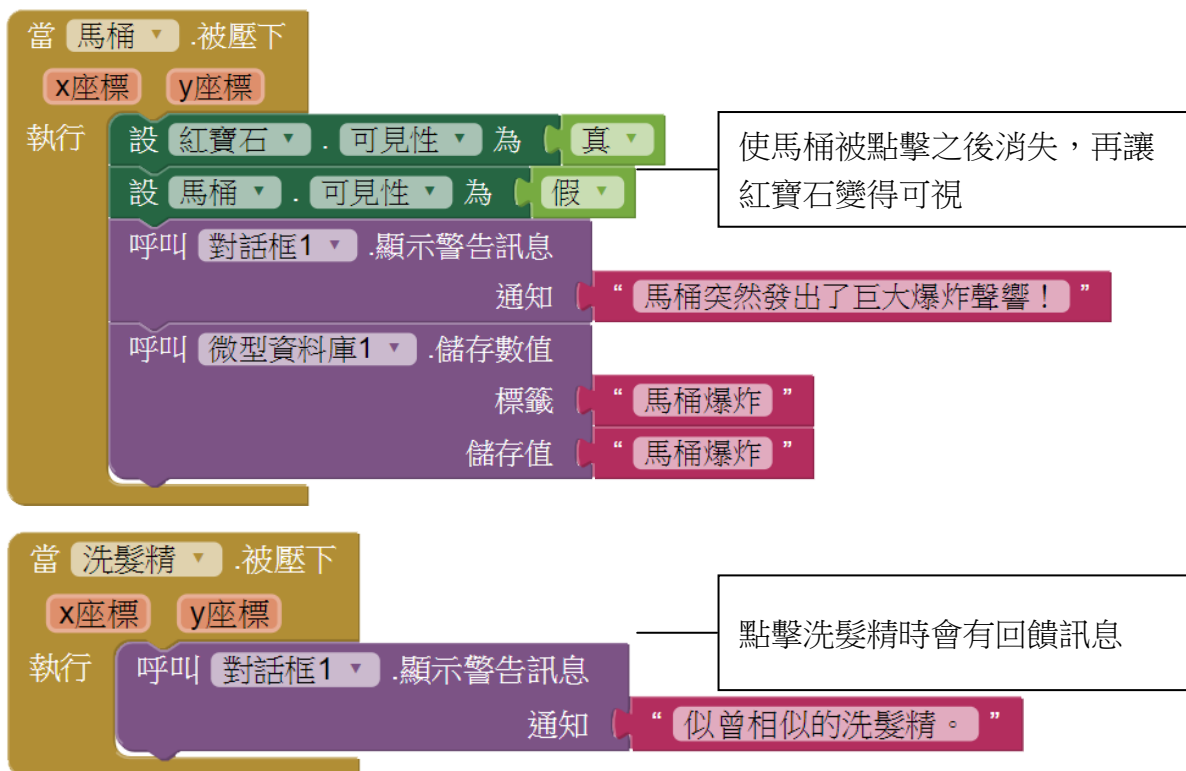 當 馬桶 .被壓下
x座標 y座標
執行 設 紅寶石 . 可見性 為 真
設 馬桶 . 可見性 為 假
使馬桶被點擊之後消失，再讓
紅寶石變得可視
呼叫 對話框1 .顯示警告訊息
通知 “ 馬桶突然發出了巨大爆炸聲響！ ”
呼叫 微型資料庫1 .儲存數值
標籤 “ 馬桶爆炸 ”
儲存值 “ 馬桶爆炸 ”
當 洗髮精 .被壓下
x座標 y座標
執行 呼叫 對話框1 .顯示警告訊息
通知 “ 似曾相似的洗髮精。 ”
點擊洗髮精時會有回饋訊息